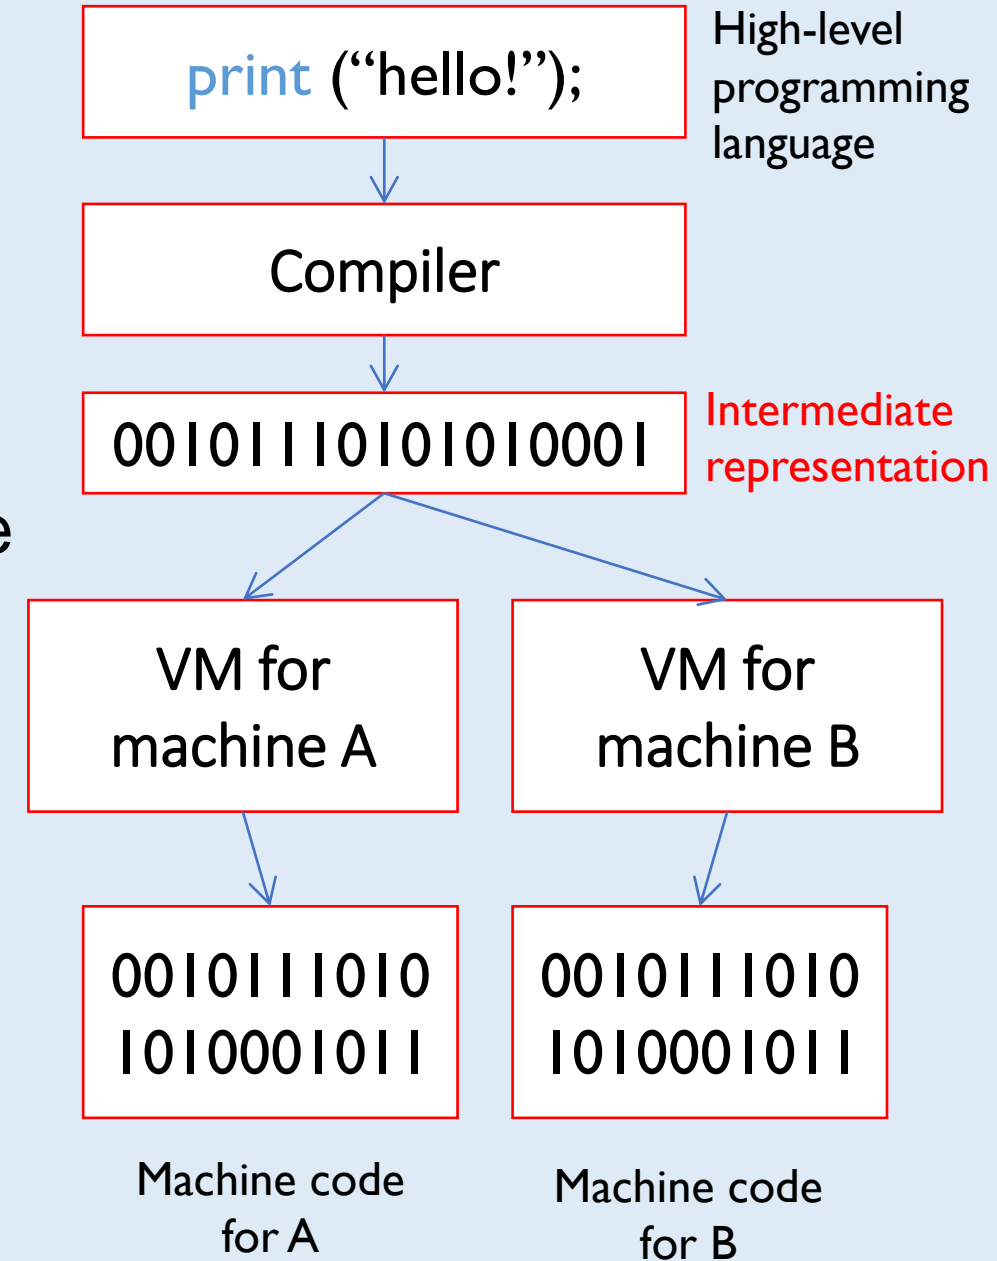 print (“hello!”);
High-level
programming
language
Compiler
00101110101010001
Intermediate
representation
e
VM for
machine A
VM for
machine B
0010111010
1010001011
0010111010
1010001011
Machine code
for A
Machine code
for B